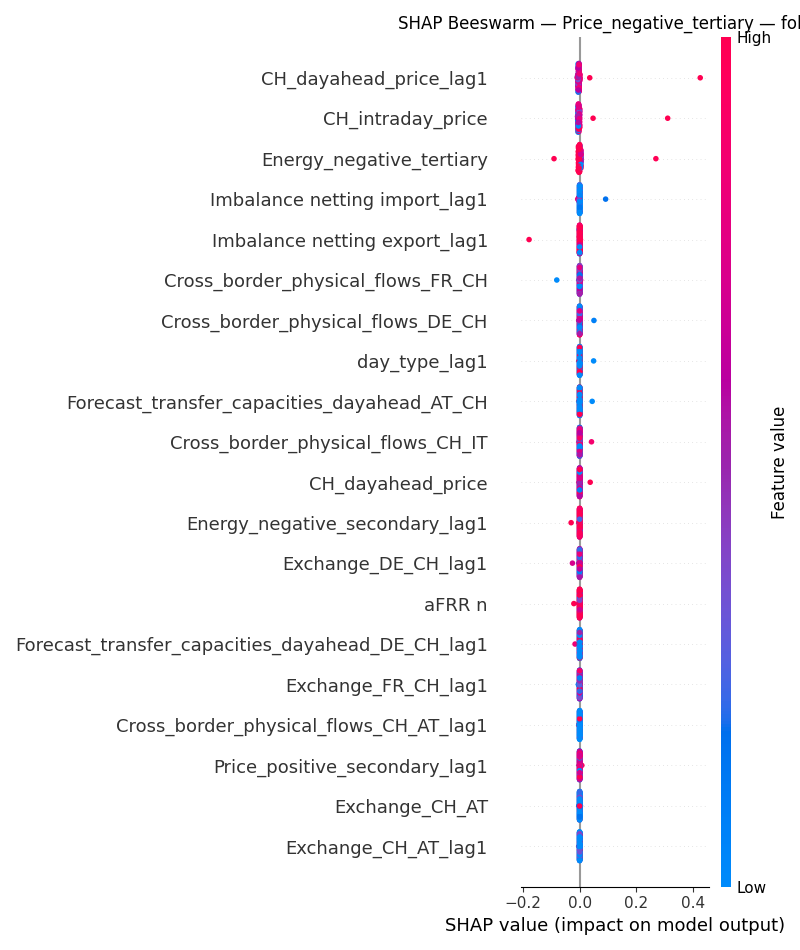 SHAP Beeswarm — Price_negative_tertiary — fol
High
CH_dayahead_price_lag1
CH_intraday_price
Energy_negative_tertiary
Imbalance netting import_lag1
Imbalance netting export_lag1
Cross_border_physical_flows_FR_CH
Cross_border_physical_flows_DE_CH
day_type_lag1
Forecast_transfer_capacities_dayahead_AT_CH
Cross_border_physical_flows_CH_IT
CH_dayahead_price
Energy_negative_secondary_lag1
Exchange_DE_CH_lag1
aFRR n
Forecast_transfer_capacities_dayahead_DE_CH_lag1
Exchange_FR_CH_lag1
Cross_border_physical_flows_CH_AT_lag1
Price_positive_secondary_lag1
Exchange_CH_AT
Exchange_CH_AT_lag1
Feature value
Low
−0.2 0.0 0.2 0.4
SHAP value (impact on model output)